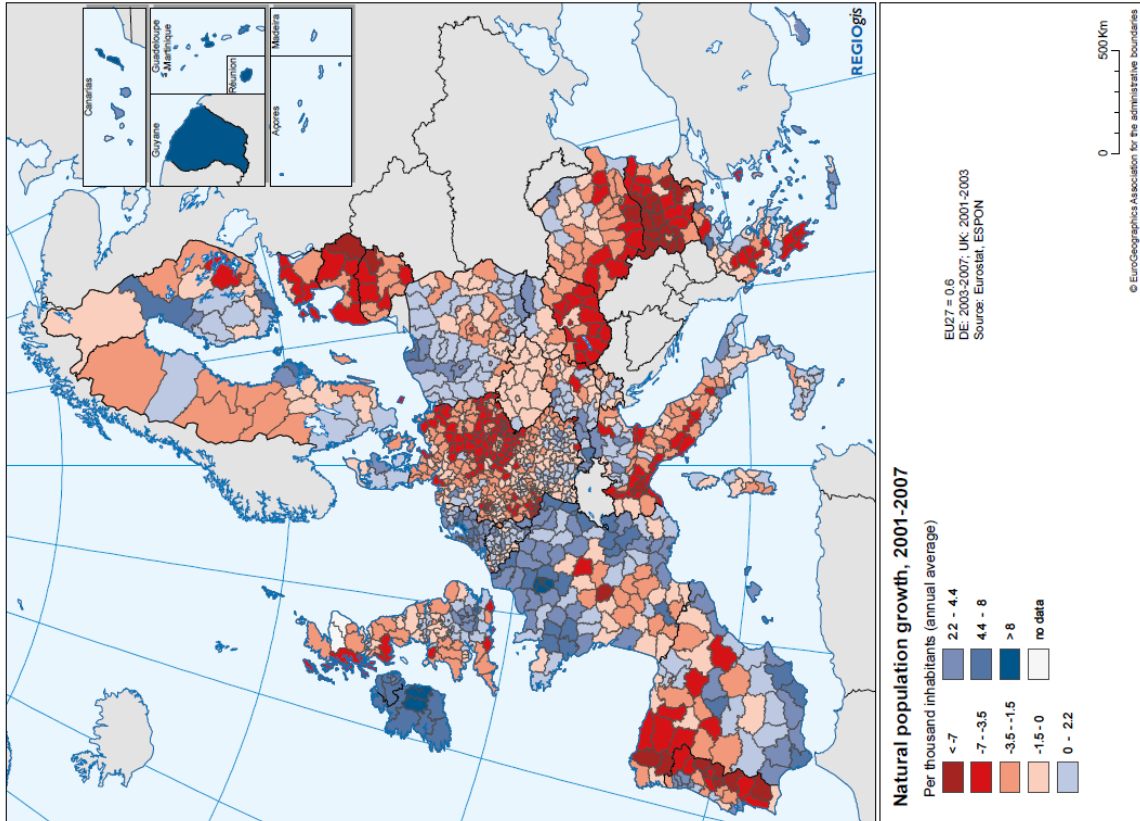 Canarias
Guyane
Guadeloupe
Martinique
Réunion
Açores
Madeira
REGIOgis
Natural population growth, 2001-2007
Per thousand inhabitants (annual average)
< -7
-7 - -3.5
-3.5 - -1.5
-1.5 - 0
0 - 2.2
2.2 - 4.4
4.4 - 8
> 8
no data
EU27 = 0.6
DE: 2003-2007; UK: 2001-2003
Source: Eurostat, ESPON
0 500 Km
© EuroGeographics Association for the administrative boundaries